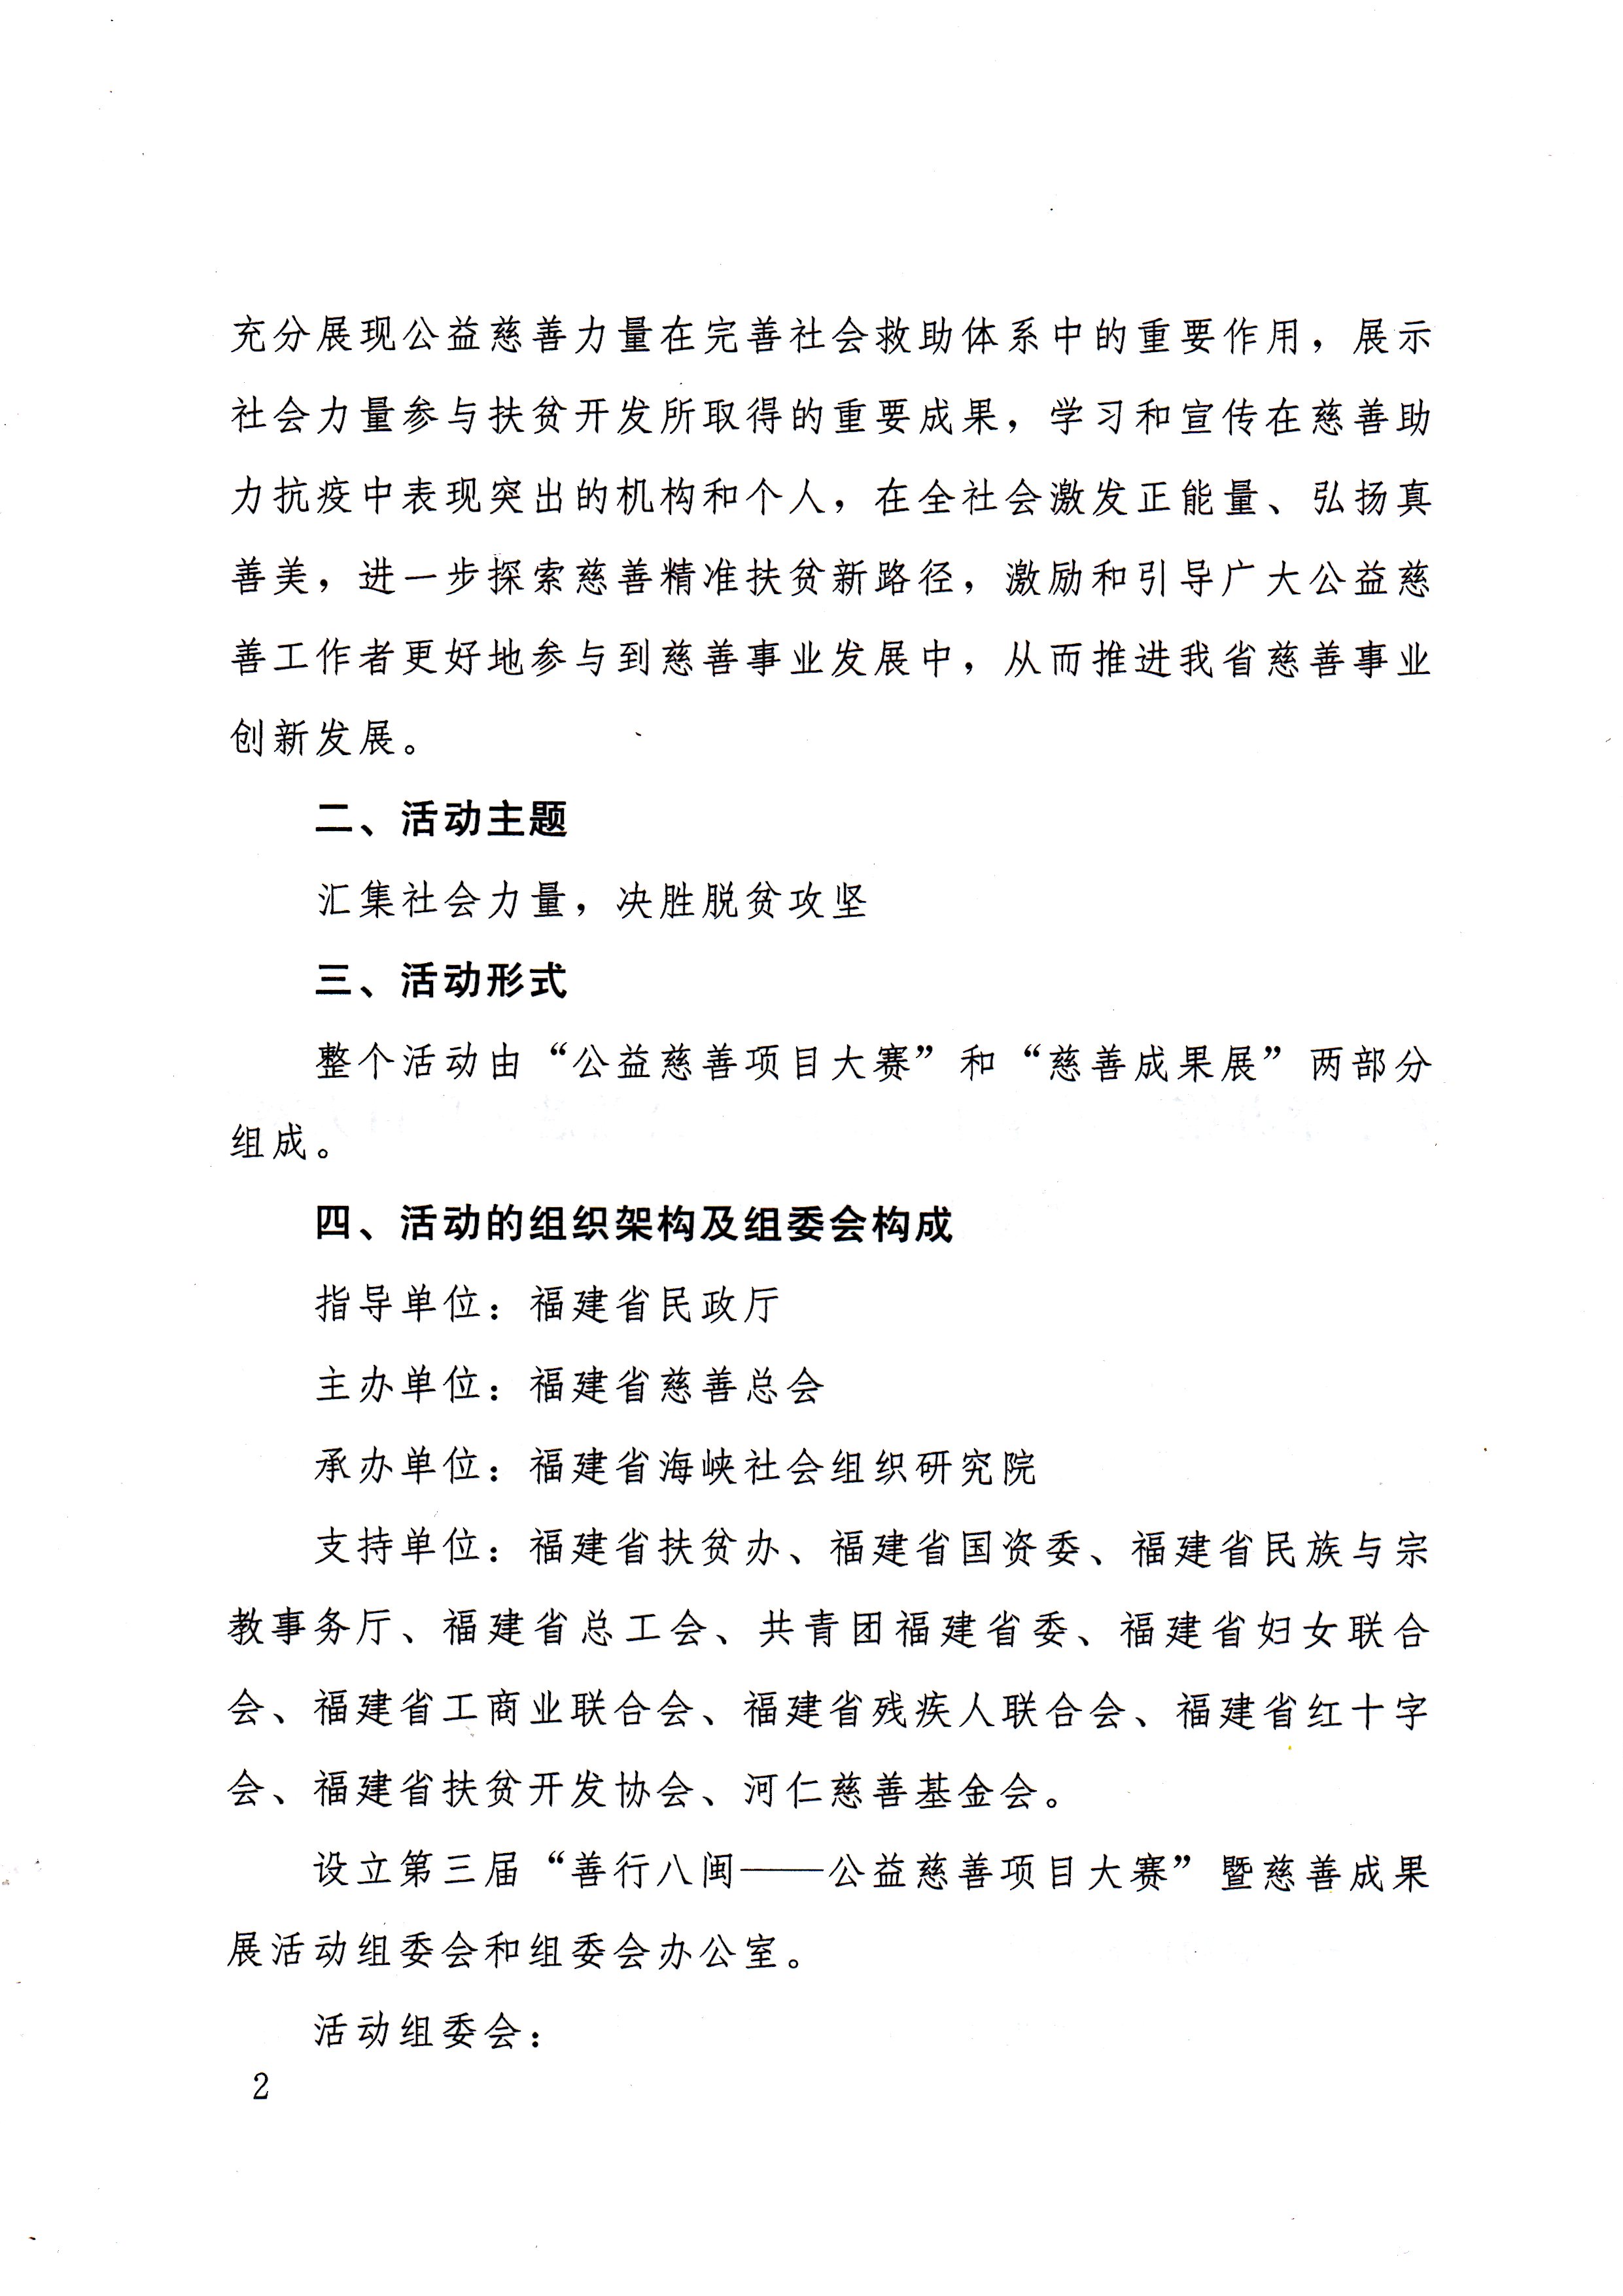 充分展现公益慈善力量在完善社会救助体系中的重要作用，展示
社会力量参与扶贫开发所取得的重要成果，学习和宣传在慈善助
力抗疫中表现突出的机构和个人，在全社会激发正能量、弘扬真
善美，进一步探索慈善精准扶贫新路径，激励和引导广大公益慈
善工作者更好地参与到慈善事业发展中，从而推进我省慈善事业
创新发展。
二、活动主题
汇集社会力量，决胜脱贫攻坚
三、活动形式
整个活动由“公益慈善项目大赛”和“慈善成果展”两部分
组成。
四、活动的组织架构及组委会构成
指导单位：福建省民政厅
主办单位：福建省慈善总会
承办单位：福建省海峡社会组织研究院
支持单位：福建省扶贫办、福建省国资委、福建省民族与宗
教事务厅、福建省总工会、共青团福建省委、福建省妇女联合
会、福建省工商业联合会、福建省残疾人联合会、福建省红十字
会、福建省扶贫开发协会、河仁慈善基金会。
设立第三届“善行八闽——公益慈善项目大赛”暨慈善成果
展活动组委会和组委会办公室。
活动组委会：
2